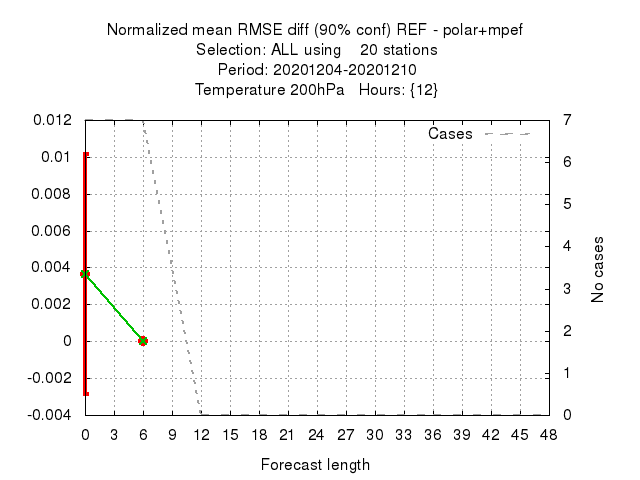 Normalized mean RMSE diff (90% conf) REF - polar+mpef
Selection: ALL using    20 stations
Period: 20201204-20201210
Temperature 200hPa   Hours: {12}
0.012
0.01
0.008
0.006
0.004
0.002
0
-0.002
-0.004
Cases
7
6
5
4
3
2
1
0
No cases
0 3 6 9 12 15 18 21 24 27 30 33 36 39 42 45 48
Forecast length